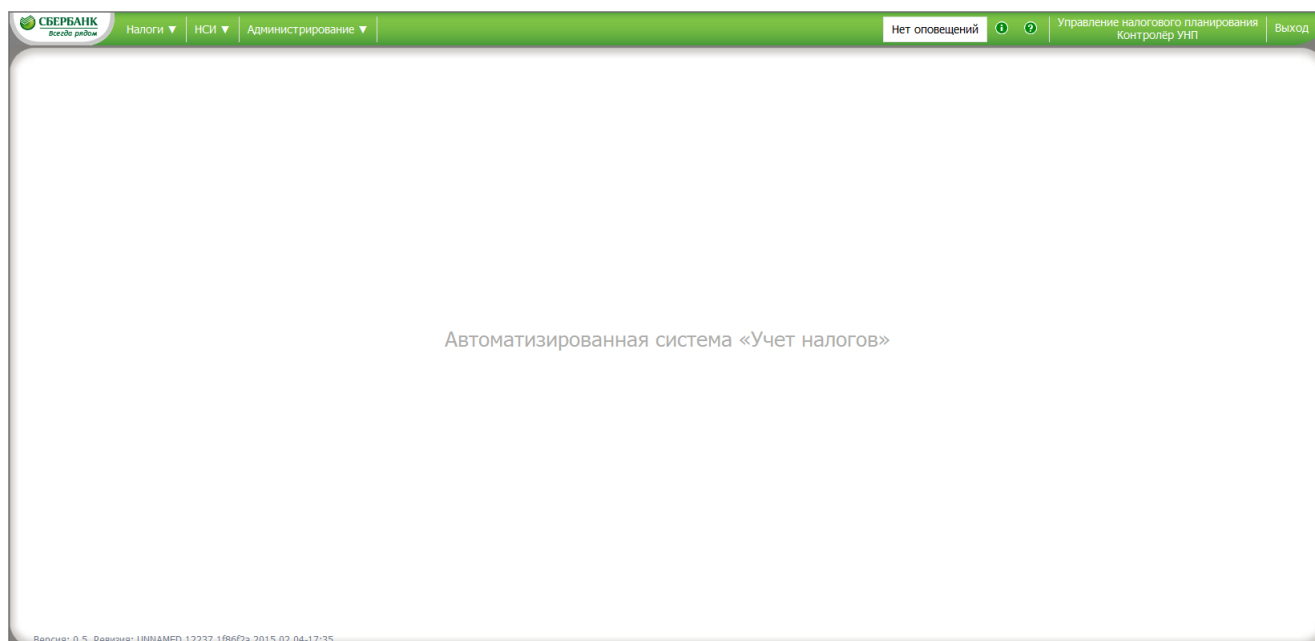 СБЕРБАНК
Всегда рядом
Налоги ▼
НСИ ▼
Администрирование ▼
Нет оповещений
Управление налогового планирования
Контролёр УНП
Выход
Автоматизированная система «Учет налогов»
Версия: 0.5, Ревизия: UNNAMED 12237 1f86f2a 2015.02.04-17:35